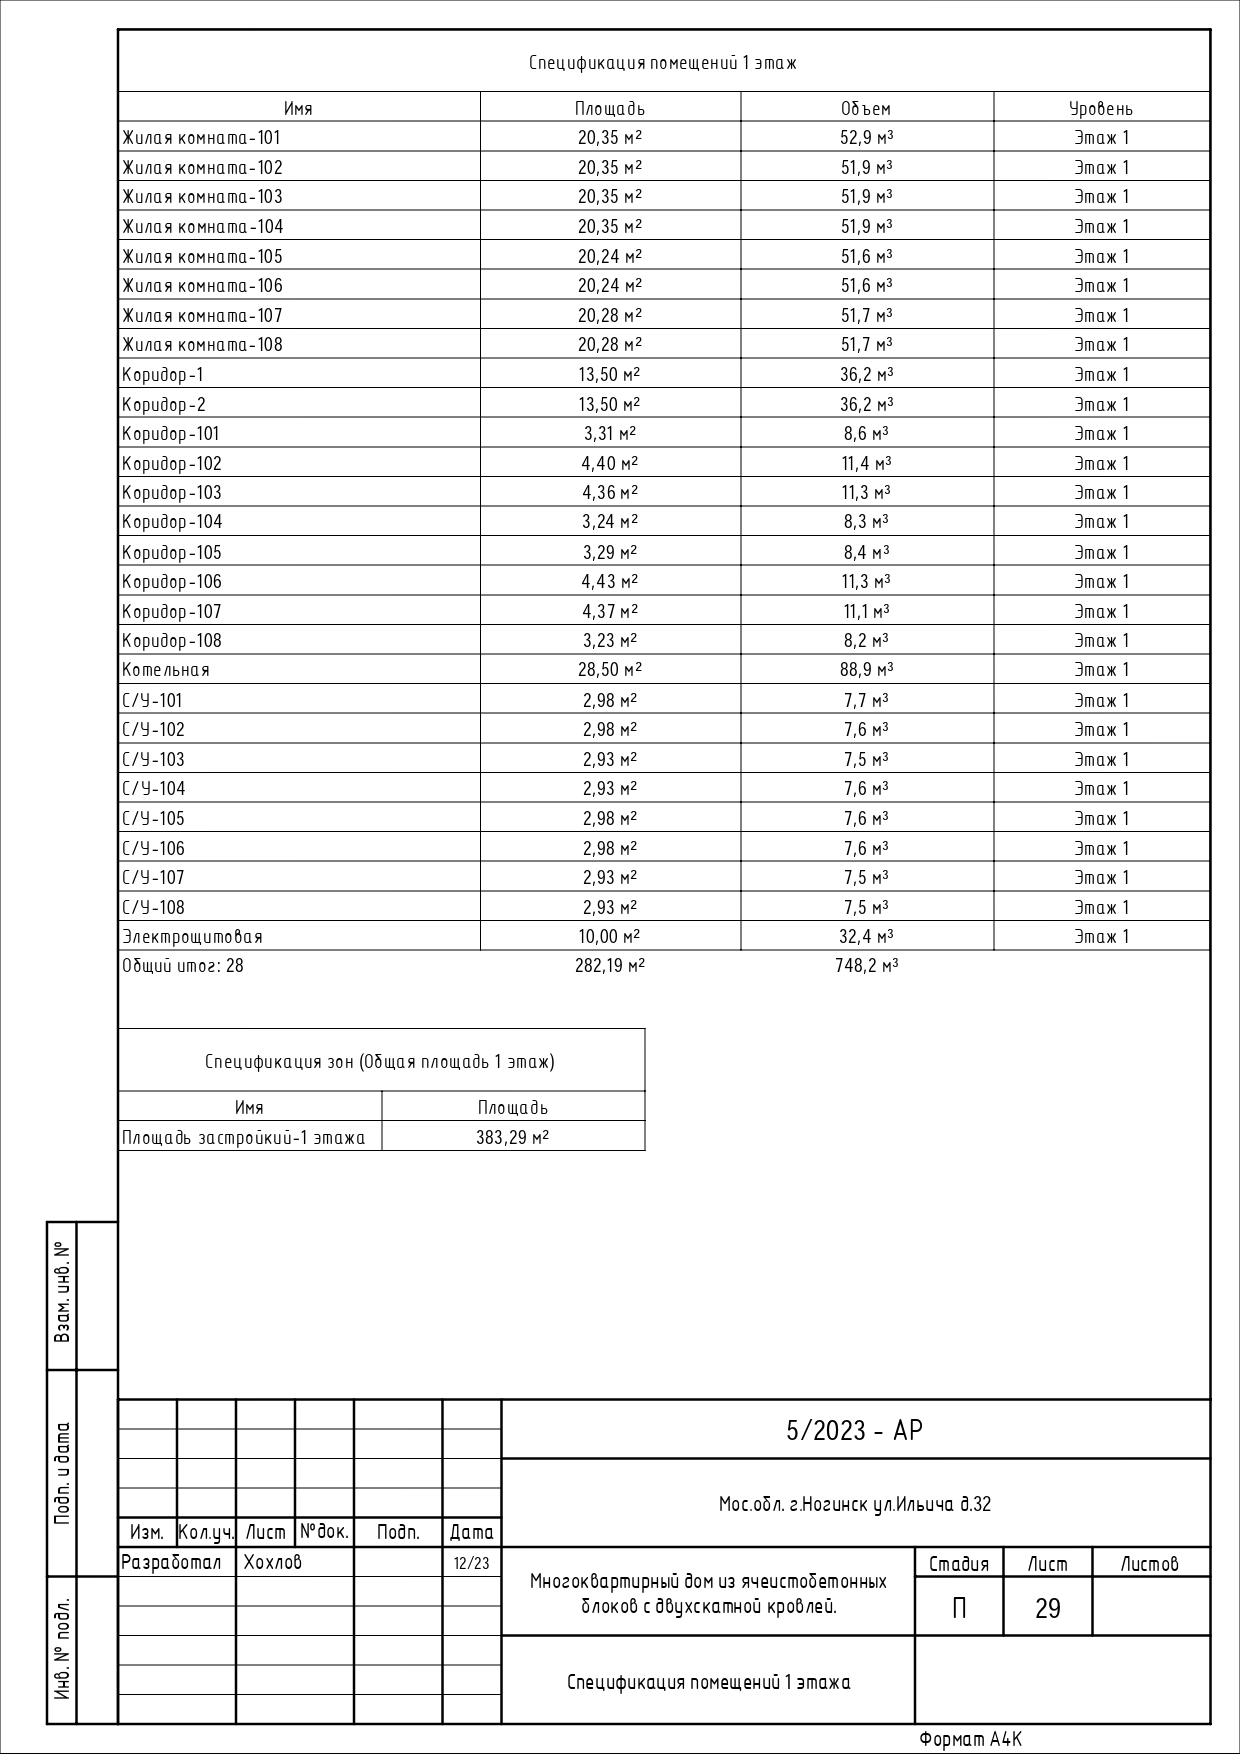 Спецификация помещений 1 этаж
Имя Площадь Объем Уровень
Жилая комната-101 20,35 м² 52,9 м³ Этаж 1
Жилая комната-102 20,35 м² 51,9 м³ Этаж 1
Жилая комната-103 20,35 м² 51,9 м³ Этаж 1
Жилая комната-104 20,35 м² 51,9 м³ Этаж 1
Жилая комната-105 20,24 м² 51,6 м³ Этаж 1
Жилая комната-106 20,24 м² 51,6 м³ Этаж 1
Жилая комната-107 20,28 м² 51,7 м³ Этаж 1
Жилая комната-108 20,28 м² 51,7 м³ Этаж 1
Коридор-1 13,50 м² 36,2 м³ Этаж 1
Коридор-2 13,50 м² 36,2 м³ Этаж 1
Коридор-101 3,31 м² 8,6 м³ Этаж 1
Коридор-102 4,40 м² 11,4 м³ Этаж 1
Коридор-103 4,36 м² 11,3 м³ Этаж 1
Коридор-104 3,24 м² 8,3 м³ Этаж 1
Коридор-105 3,29 м² 8,4 м³ Этаж 1
Коридор-106 4,43 м² 11,3 м³ Этаж 1
Коридор-107 4,37 м² 11,1 м³ Этаж 1
Коридор-108 3,23 м² 8,2 м³ Этаж 1
Котельная 28,50 м² 88,9 м³ Этаж 1
С/У-101 2,98 м² 7,7 м³ Этаж 1
С/У-102 2,98 м² 7,6 м³ Этаж 1
С/У-103 2,93 м² 7,5 м³ Этаж 1
С/У-104 2,93 м² 7,6 м³ Этаж 1
С/У-105 2,98 м² 7,6 м³ Этаж 1
С/У-106 2,98 м² 7,6 м³ Этаж 1
С/У-107 2,93 м² 7,5 м³ Этаж 1
С/У-108 2,93 м² 7,5 м³ Этаж 1
Электрощитовая 10,00 м² 32,4 м³ Этаж 1
Общий итог: 28 282,19 м² 748,2 м³
Спецификация зон (Общая площадь 1 этаж)
Имя Площадь
Площадь застройкий-1 этажа 383,29 м²
Взам. инв. №
Подп. и дата
Инв. № подл.
5/2023 - АР
Мос.обл. г.Ногинск ул.Ильича д.32
Изм. Кол.уч. Лист №док. Подп. Дата
Разработал Хохлов 12/23
Многоквартирный дом из ячеистобетонных
блоков с двухскатной кровлей.
Стадия Лист Листов
П 29
Спецификация помещений 1 этажа
Формат А4К